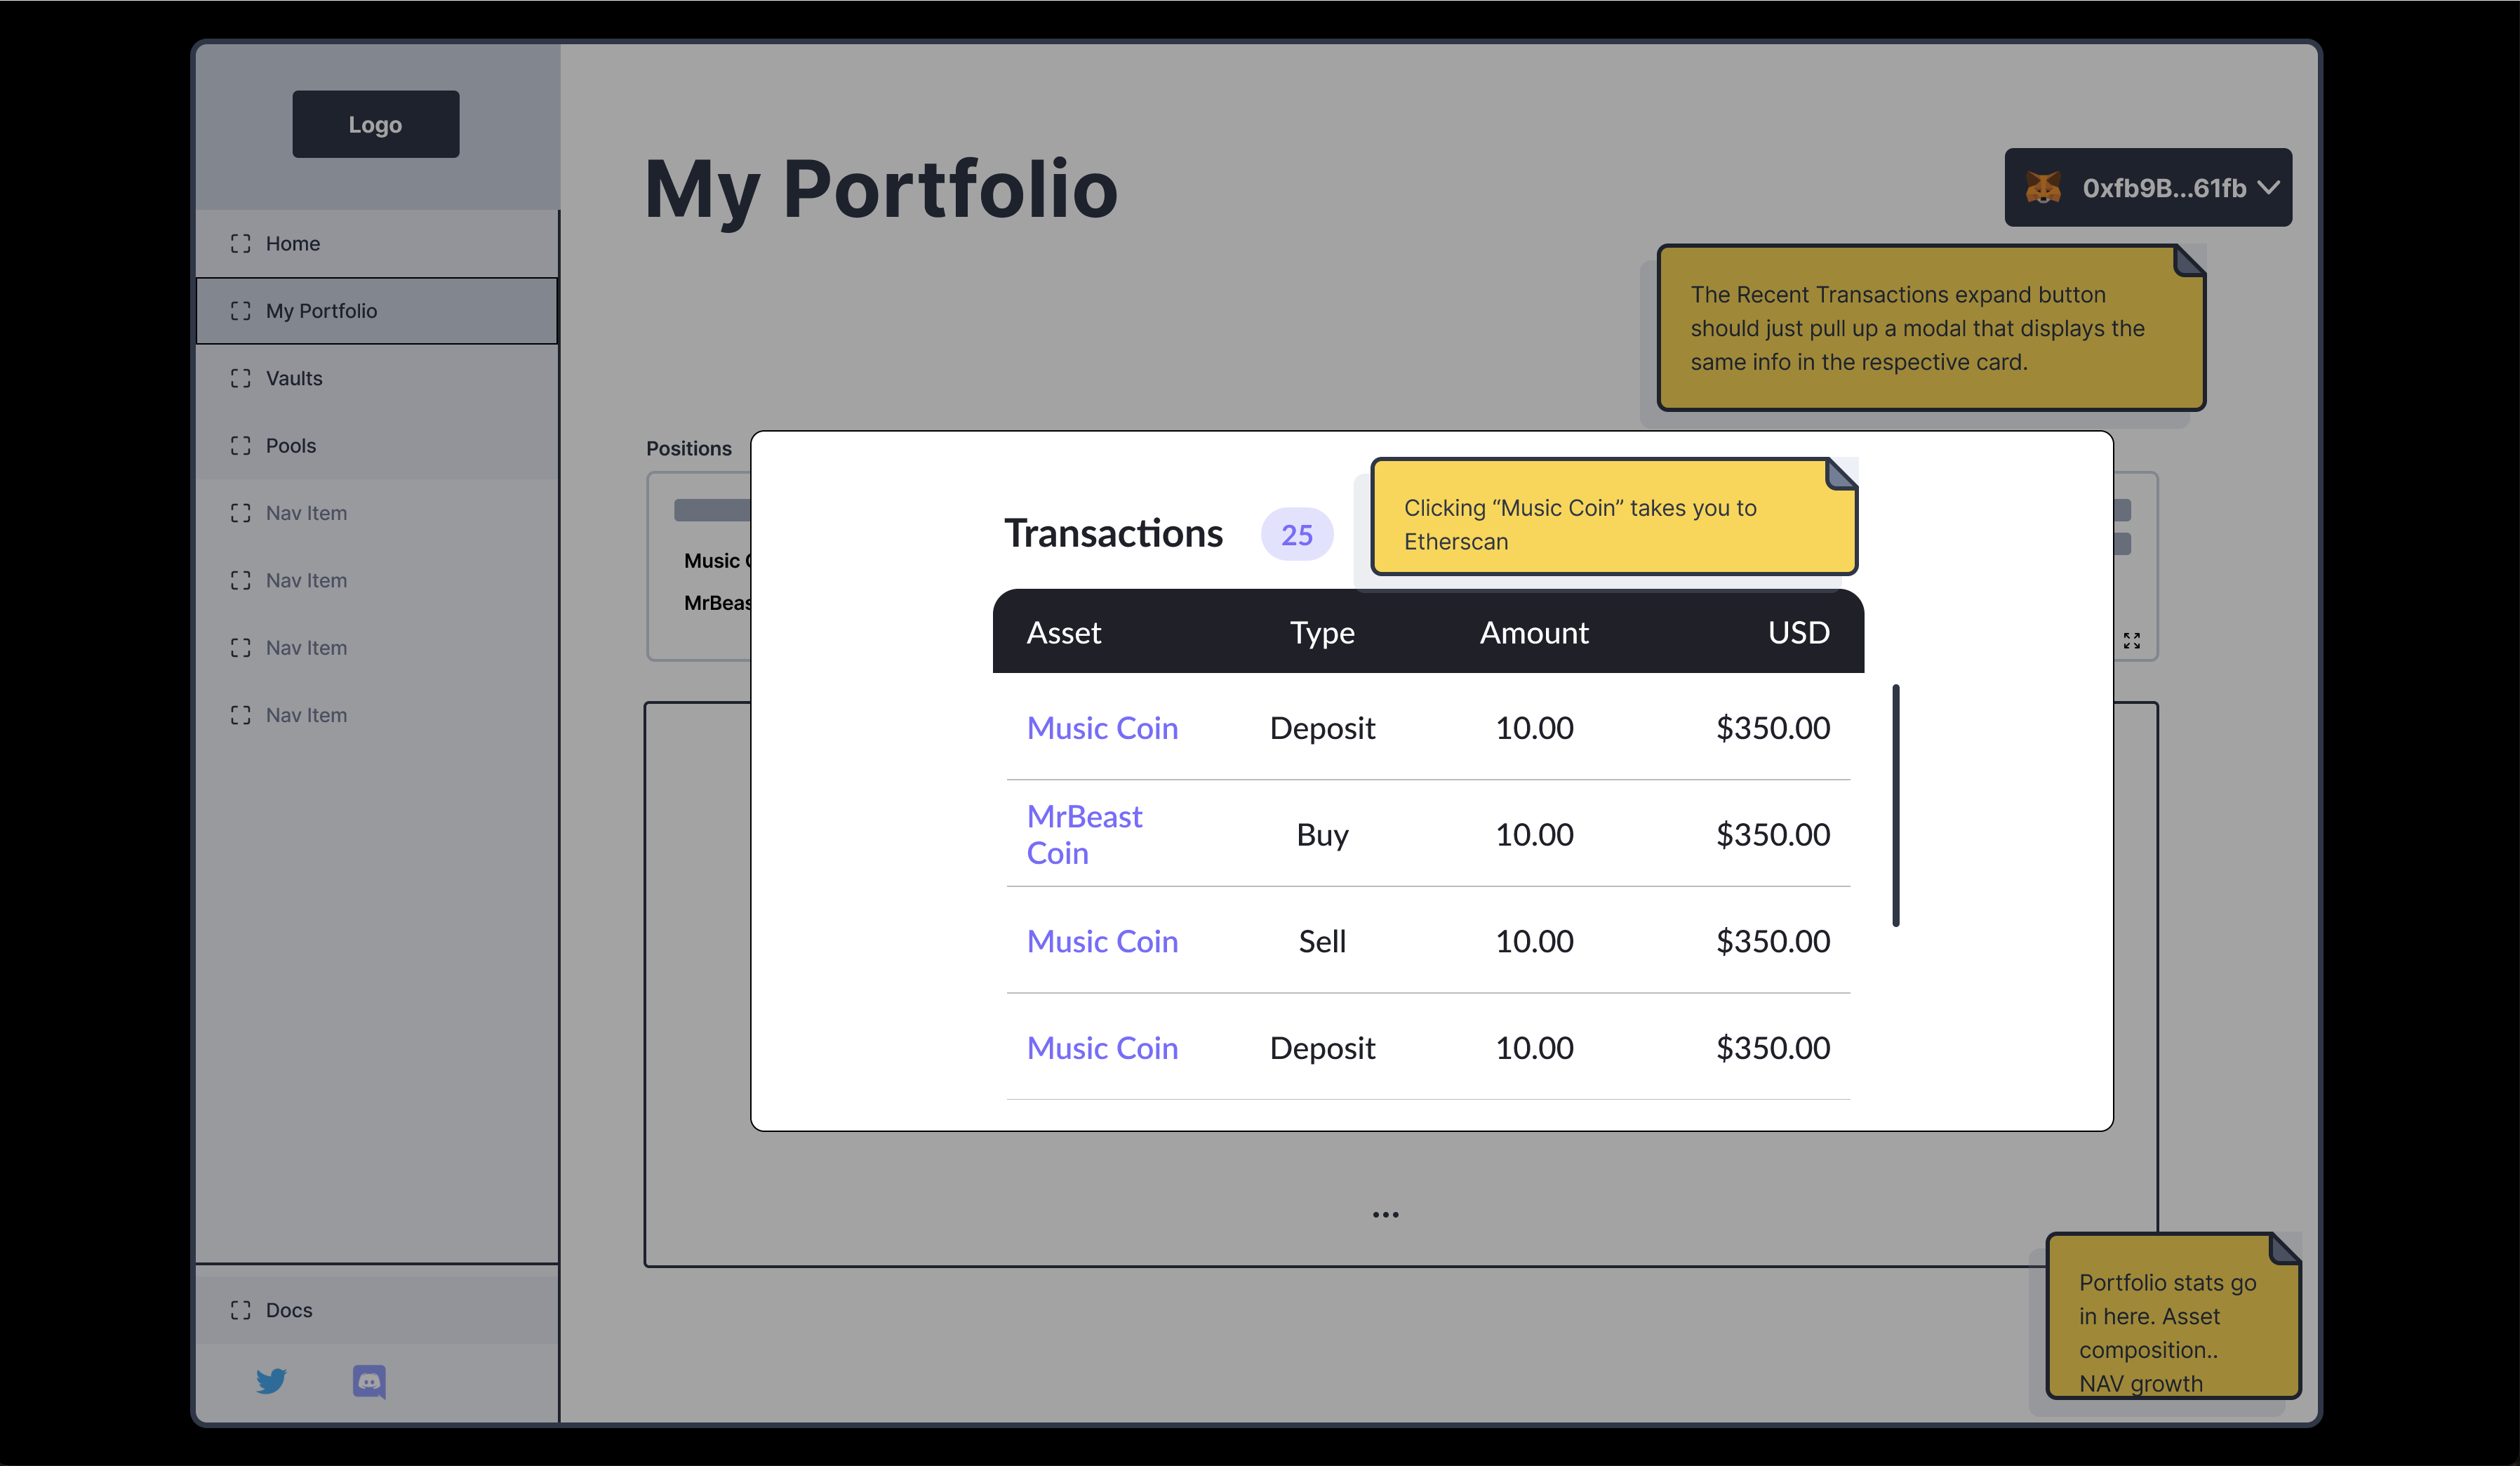 Logo
Home
My Portfolio
Vaults
Pools
Nav Item
Nav Item
Nav Item
Nav Item
Docs
My Portfolio
0xfb9B...61fb
The Recent Transactions expand button
should just pull up a modal that displays the
same info in the respective card.
Positions
Music
MrBeas
Transactions 25
Clicking “Music Coin” takes you to
Etherscan
Asset Type Amount USD
Music Coin Deposit 10.00 $350.00
MrBeast
Coin Buy 10.00 $350.00
Music Coin Sell 10.00 $350.00
Music Coin Deposit 10.00 $350.00
...
Portfolio stats go
in here. Asset
composition..
NAV growth